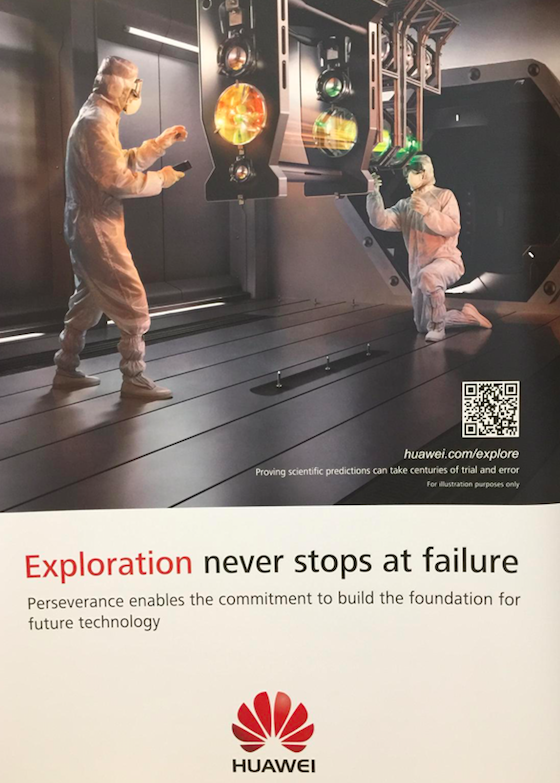 huawei.com/explore
Proving scientific predictions can take centuries of trial and error
For illustration purposes only
Exploration never stops at failure
Perseverance enables the commitment to build the foundation for
future technology
HUAWEI